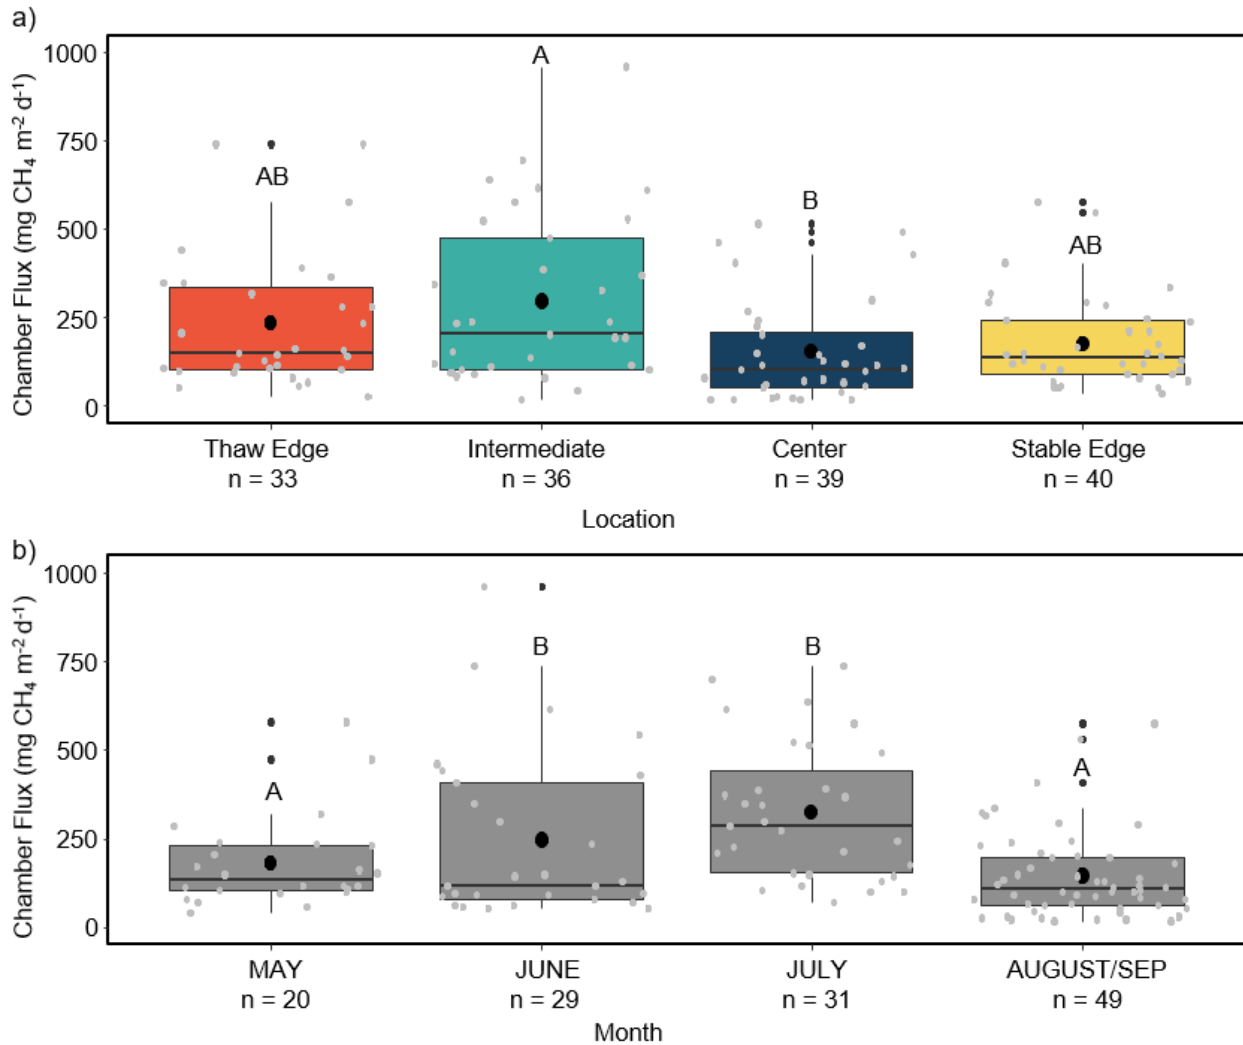 a)
Chamber Flux (mg CH₄ m⁻² d⁻¹)
1000
750
500
250
0
AB
A
B
AB
Thaw Edge
n = 33
Intermediate
n = 36
Center
n = 39
Stable Edge
n = 40
Location
b)
Chamber Flux (mg CH₄ m⁻² d⁻¹)
1000
750
500
250
0
A
B
B
A
MAY
n = 20
JUNE
n = 29
JULY
n = 31
AUGUST/SEP
n = 49
Month